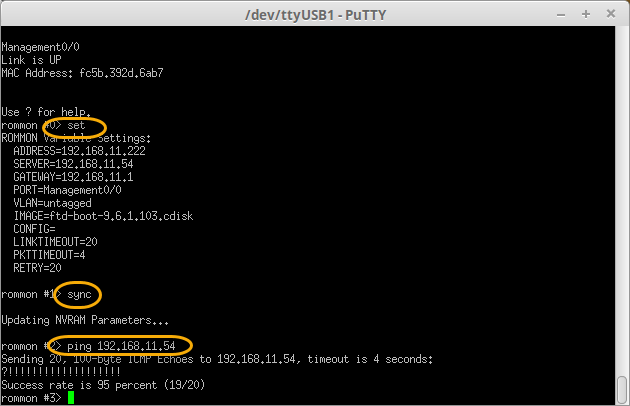 /dev/ttyUSB1 - PuTTY
Management0/0
Link is UP
MAC Address: fc5b.392d.6ab7
Use ? for help.
rommon #0> set
ROMMON Variable Settings:
ADDRESS=192.168.11.222
SERVER=192.168.11.54
GATEWAY=192.168.11.1
PORT=Management0/0
VLAN=untagged
IMAGE=ftd-boot-9.6.1.103.cdisk
CONFIG=
LINKTIMEOUT=20
PKTTIMEOUT=4
RETRY=20
rommon #1> sync
Updating NVRAM Parameters...
rommon #2> ping 192.168.11.54
Sending 20, 100-byte ICMP Echoes to 192.168.11.54, timeout is 4 seconds:
?!!!!!!!!!!!!!!!!!!!
Success rate is 95 percent (19/20)
rommon #3>